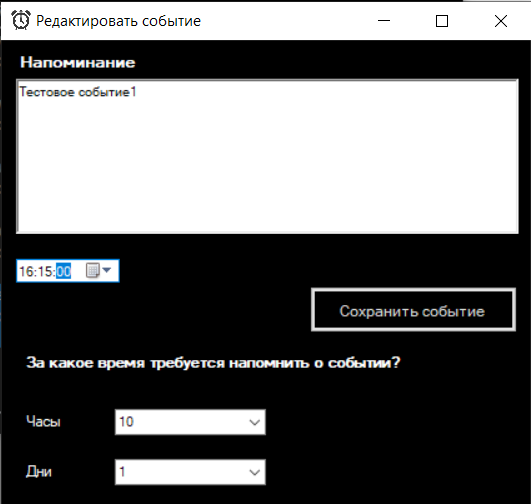 Редактировать событие
Напоминание
Тестовое событие1
16:15:00
Сохранить событие
За какое время требуется напомнить о событии?
Часы 10
Дни 1